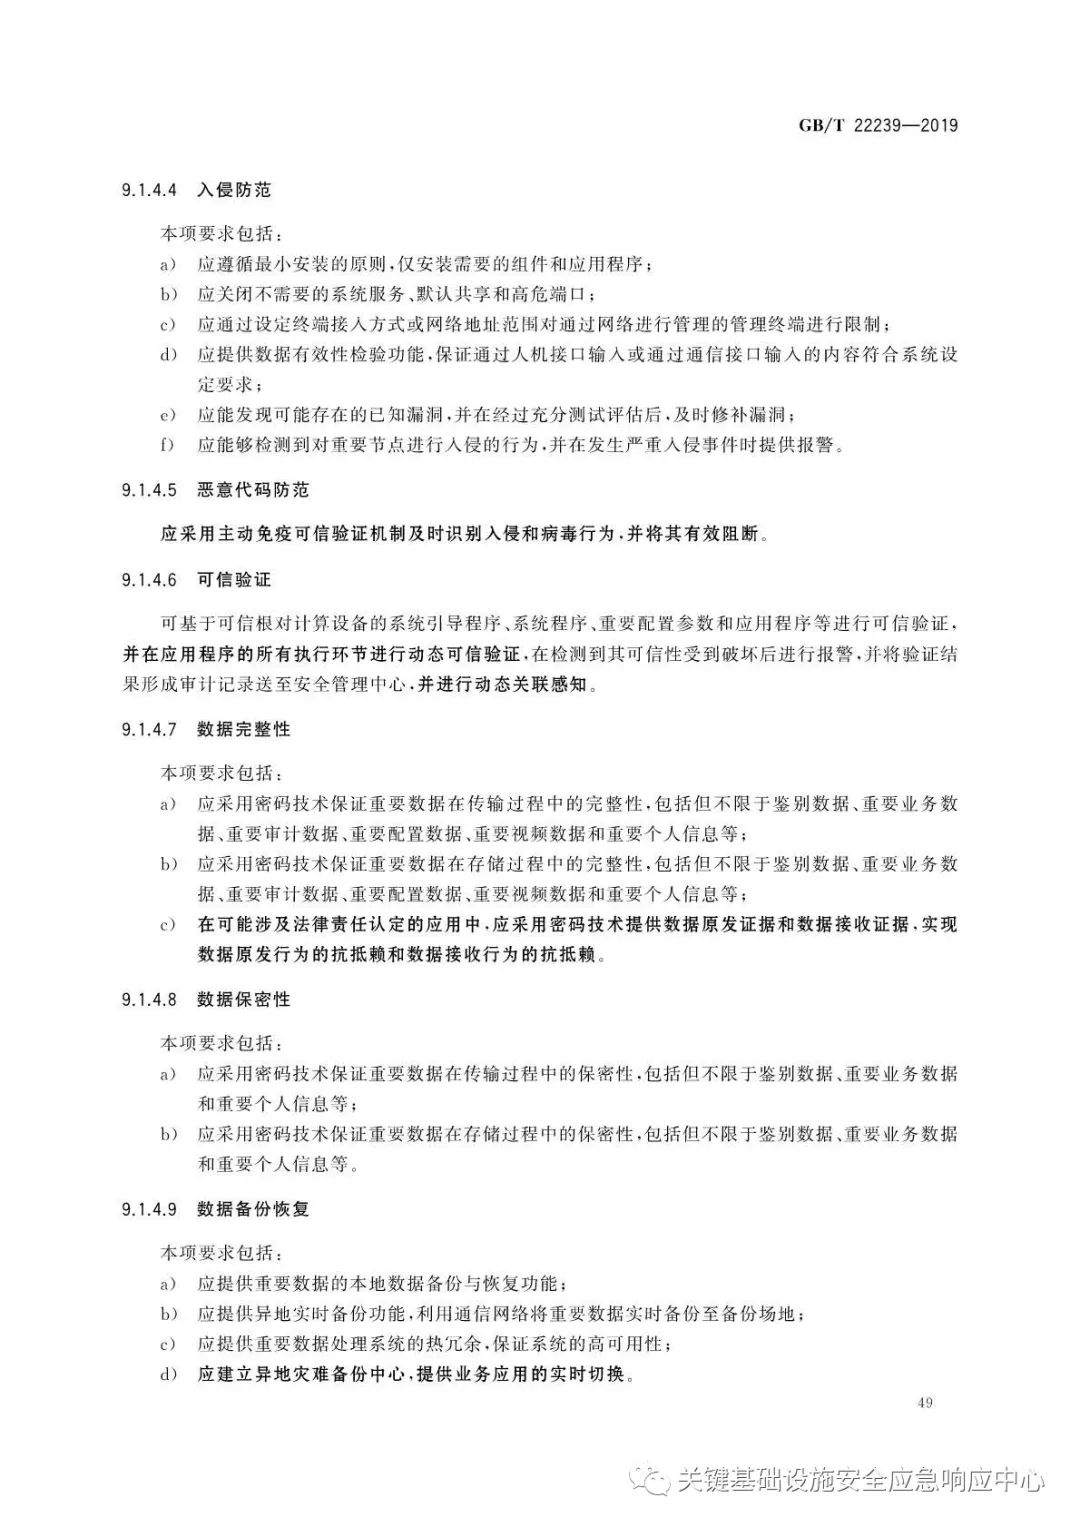 GB/T 22239—2019
9.1.4.4 入侵防范
本项要求包括：
a) 应遵循最小安装的原则，仅安装需要的组件和应用程序；
b) 应关闭不需要的系统服务、默认共享和高危端口；
c) 应通过设定终端接入方式或网络地址范围对通过网络进行管理的管理终端进行限制；
d) 应提供数据有效性检验功能，保证通过人机接口输入或通过通信接口输入的内容符合系统设
定要求；
e) 应能发现可能存在的已知漏洞，并在经过充分测试评估后，及时修补漏洞；
f) 应能够检测到对重要节点进行入侵的行为，并在发生严重入侵事件时提供报警。
9.1.4.5 恶意代码防范
应采用主动免疫可信验证机制及时识别入侵和病毒行为，并将其有效阻断。
9.1.4.6 可信验证
可基于可信根对计算设备的系统引导程序、系统程序、重要配置参数和应用程序等进行可信验证，
并在应用程序的所有执行环节进行动态可信验证，在检测到其可信性受到破坏后进行报警，并将验证结
果形成审计记录送至安全管理中心，并进行动态关联感知。
9.1.4.7 数据完整性
本项要求包括：
a) 应采用密码技术保证重要数据在传输过程中的完整性，包括但不限于鉴别数据、重要业务数
据、重要审计数据、重要配置数据、重要视频数据和重要个人信息等；
b) 应采用密码技术保证重要数据在存储过程中的完整性，包括但不限于鉴别数据、重要业务数
据、重要审计数据、重要配置数据、重要视频数据和重要个人信息等；
c) 在可能涉及法律责任认定的应用中，应采用密码技术提供数据原发证据和数据接收证据，实现
数据原发行为的抗抵赖和数据接收行为的抗抵赖。
9.1.4.8 数据保密性
本项要求包括：
a) 应采用密码技术保证重要数据在传输过程中的保密性，包括但不限于鉴别数据、重要业务数据
和重要个人信息等；
b) 应采用密码技术保证重要数据在存储过程中的保密性，包括但不限于鉴别数据、重要业务数据
和重要个人信息等。
9.1.4.9 数据备份恢复
本项要求包括：
a) 应提供重要数据的本地数据备份与恢复功能；
b) 应提供异地实时备份功能，利用通信网络将重要数据实时备份至备份场地；
c) 应提供重要数据处理系统的热冗余，保证系统的高可用性；
d) 应建立异地灾难备份中心，提供业务应用的实时切换。
49
关键基础设施安全应急响应中心